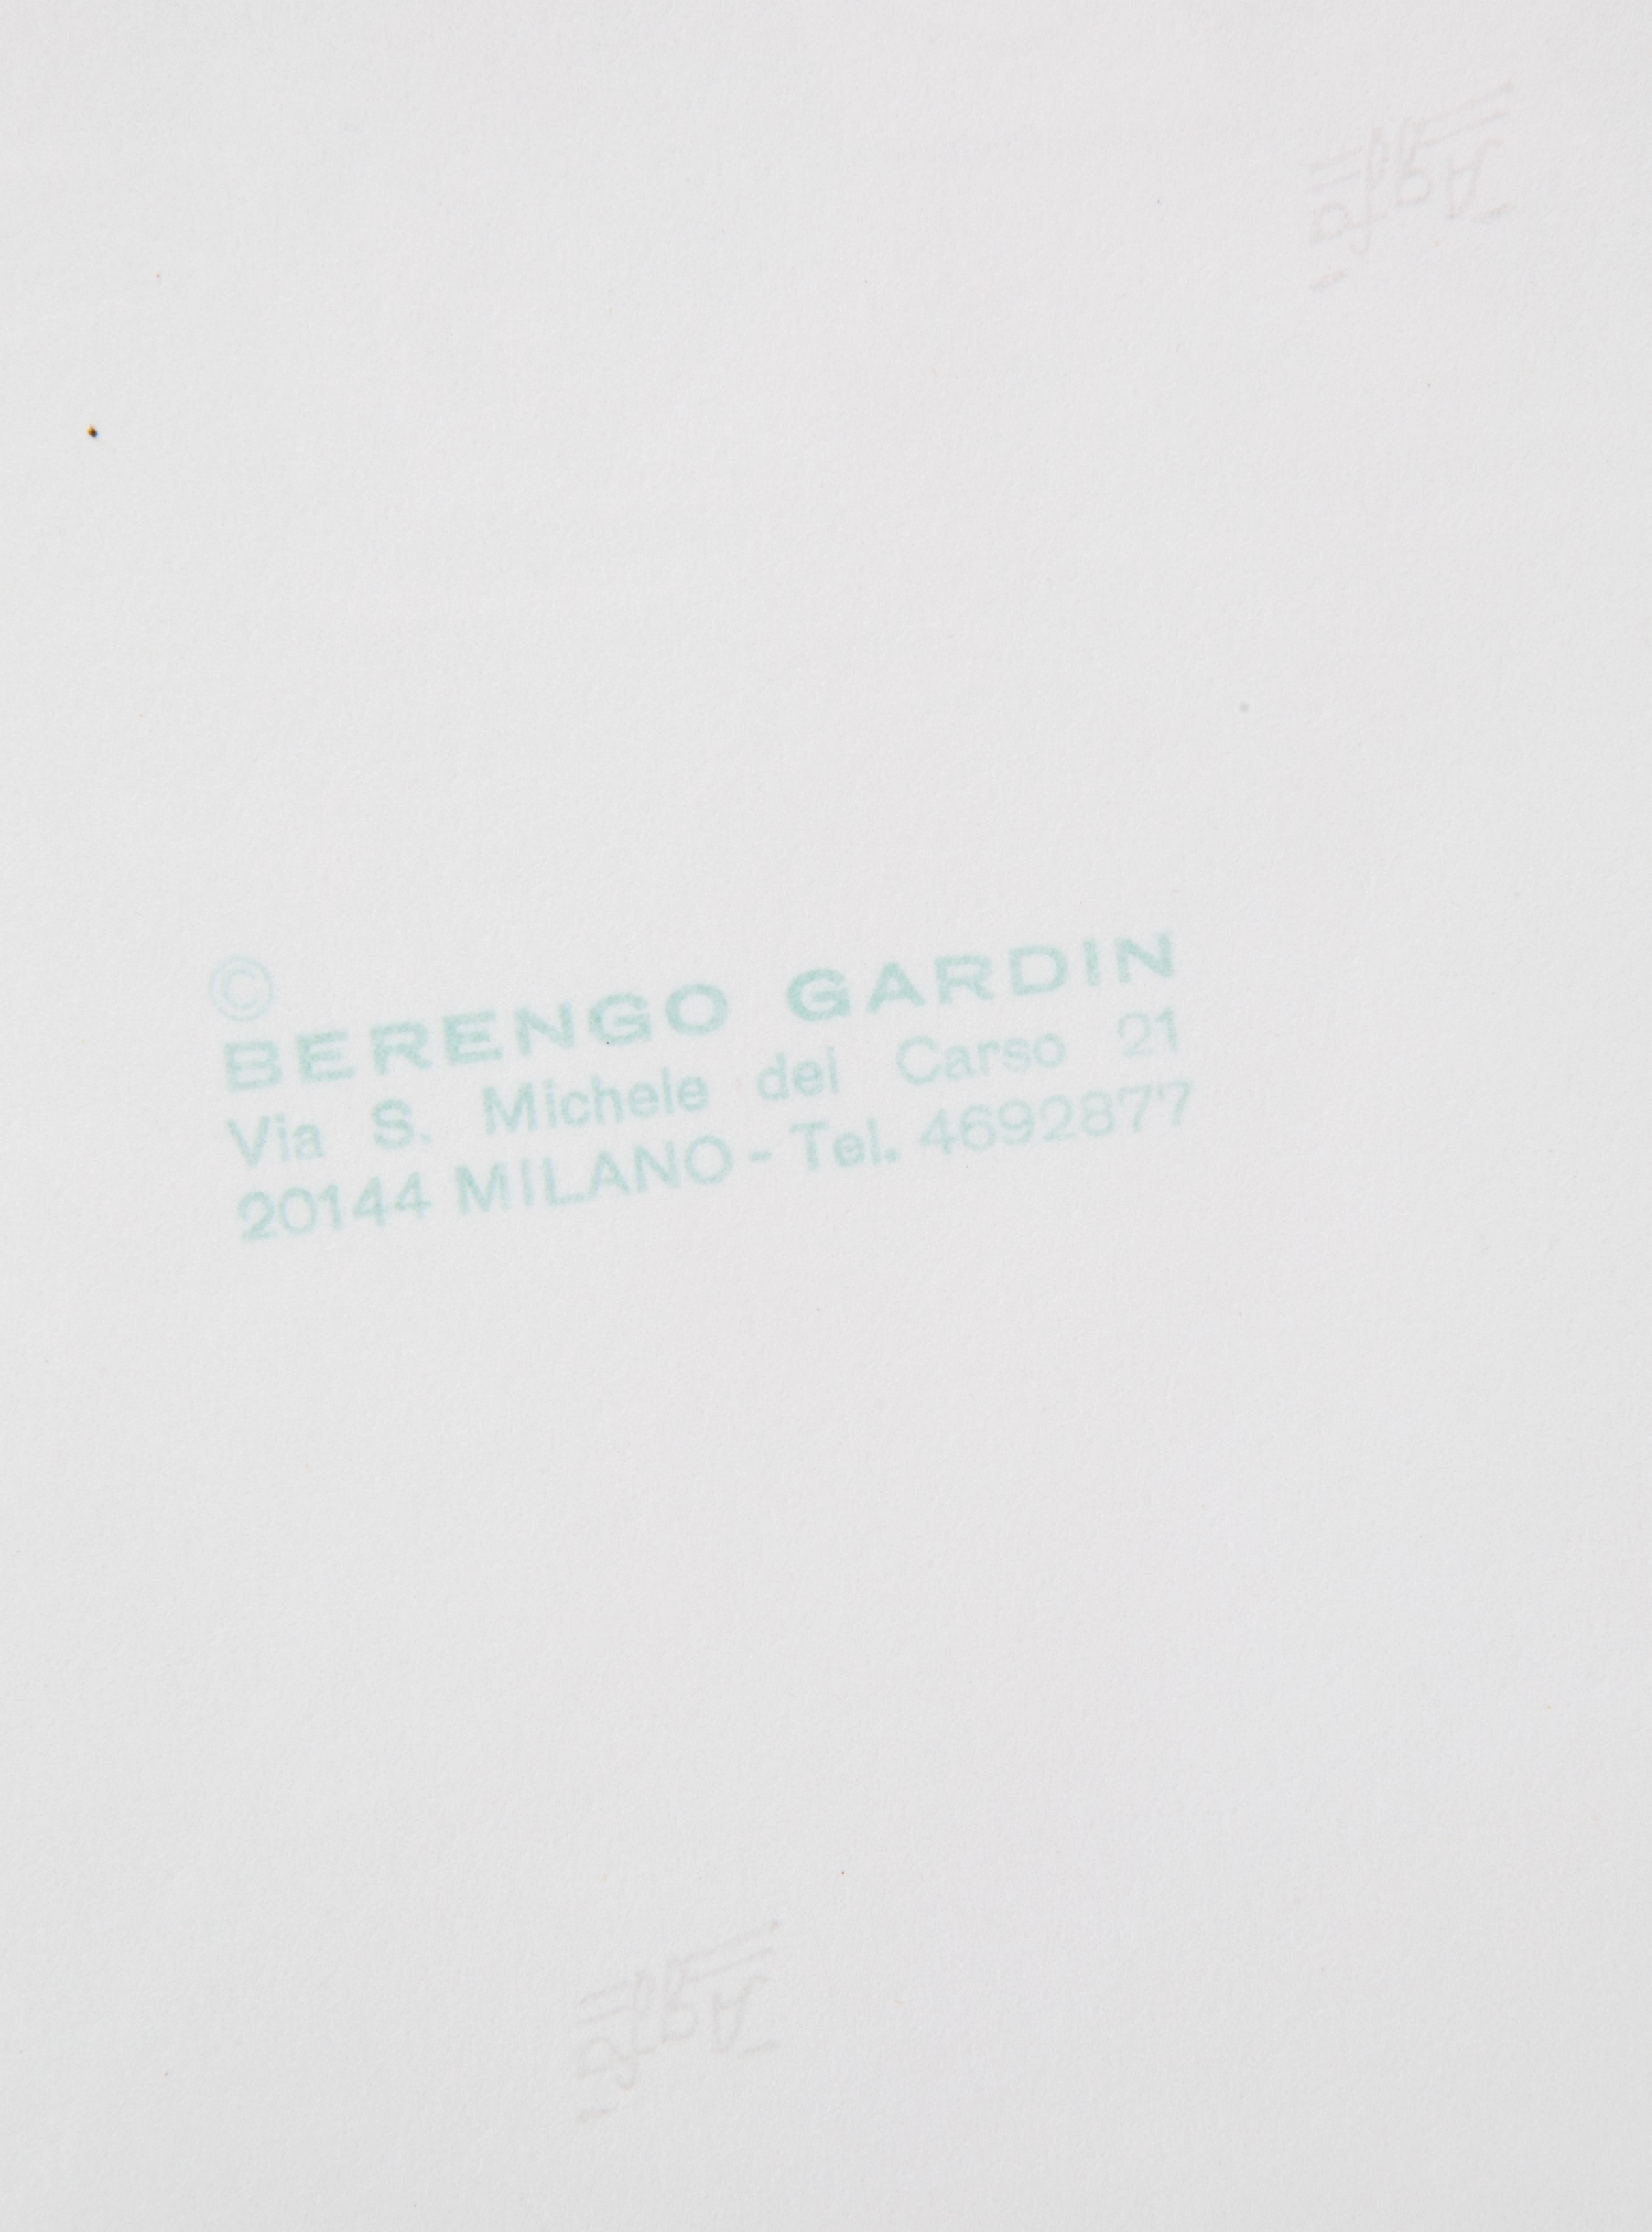 ©
BERENGO GARDIN
Via S. Michele del Carso 21
20144 MILANO - Tel. 4692877